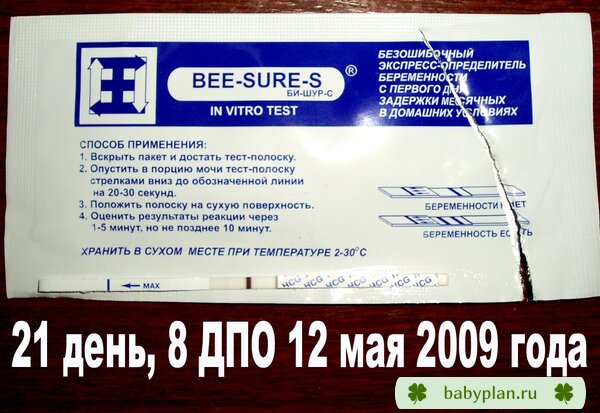 BEE-SURE-S®
БИ-ШУР-С
IN VITRO TEST
БЕЗОШИБОЧНЫЙ
ЭКСПРЕСС-ОПРЕДЕЛИТЕЛЬ
БЕРЕМЕННОСТИ
С ПЕРВОГО ДНЯ
ЗАДЕРЖКИ МЕСЯЧНЫХ
В ДОМАШНИХ УСЛОВИЯХ
СПОСОБ ПРИМЕНЕНИЯ:
1. Вскрыть пакет и достать тест-полоску.
2. Опустить в порцию мочи тест-полоску
стрелками вниз до обозначенной линии
на 20-30 секунд.
3. Положить полоску на сухую поверхность.
4. Оценить результаты реакции через
1-5 минут, но не позднее 10 минут.
БЕРЕМЕННОСТИ НЕТ
БЕРЕМЕННОСТЬ ЕСТЬ
ХРАНИТЬ В СУХОМ МЕСТЕ ПРИ ТЕМПЕРАТУРЕ 2-30°С
← MAX HCG HCG HCG HCG HCG
21 день, 8 ДПО 12 мая 2009 года
babyplan.ru